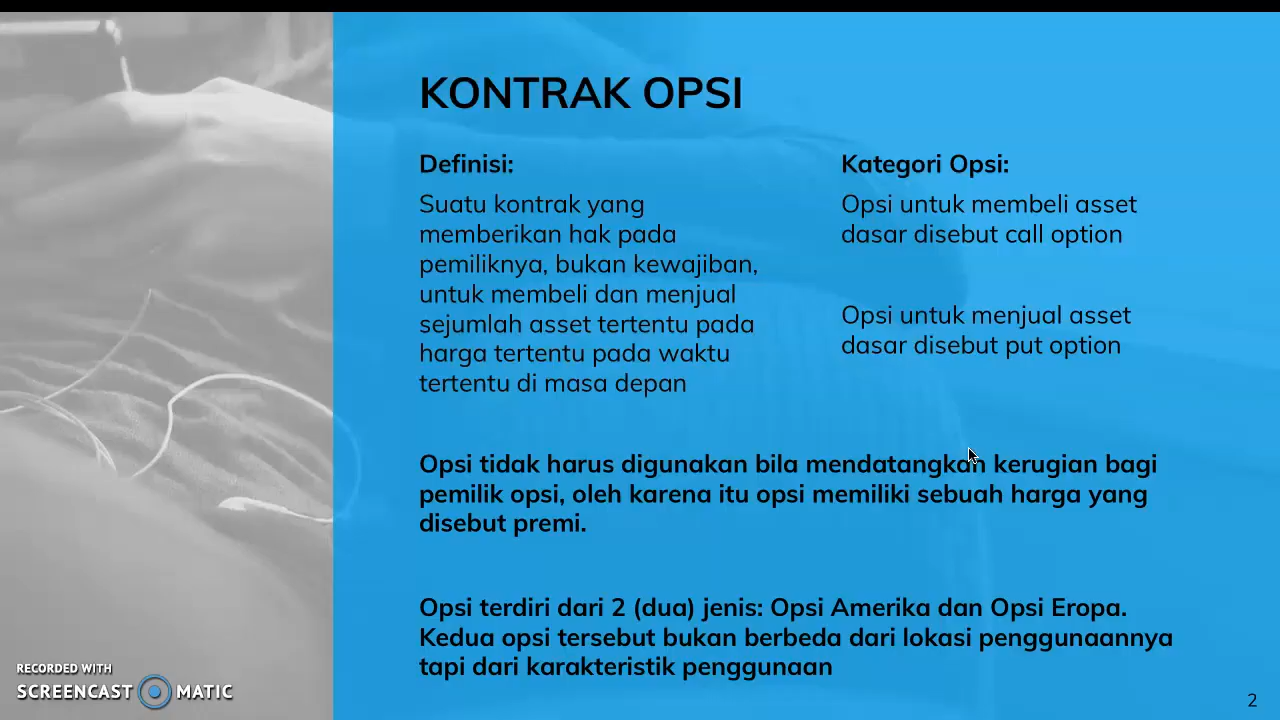 KONTRAK OPSI
Definisi:
Suatu kontrak yang
memberikan hak pada
pemiliknya, bukan kewajiban,
untuk membeli dan menjual
sejumlah asset tertentu pada
harga tertentu pada waktu
tertentu di masa depan
Kategori Opsi:
Opsi untuk membeli asset
dasar disebut call option
Opsi untuk menjual asset
dasar disebut put option
Opsi tidak harus digunakan bila mendatangkan kerugian bagi
pemilik opsi, oleh karena itu opsi memiliki sebuah harga yang
disebut premi.
Opsi terdiri dari 2 (dua) jenis: Opsi Amerika dan Opsi Eropa.
Kedua opsi tersebut bukan berbeda dari lokasi penggunaannya
tapi dari karakteristik penggunaan
RECORDED WITH
SCREENCAST MATIC
2